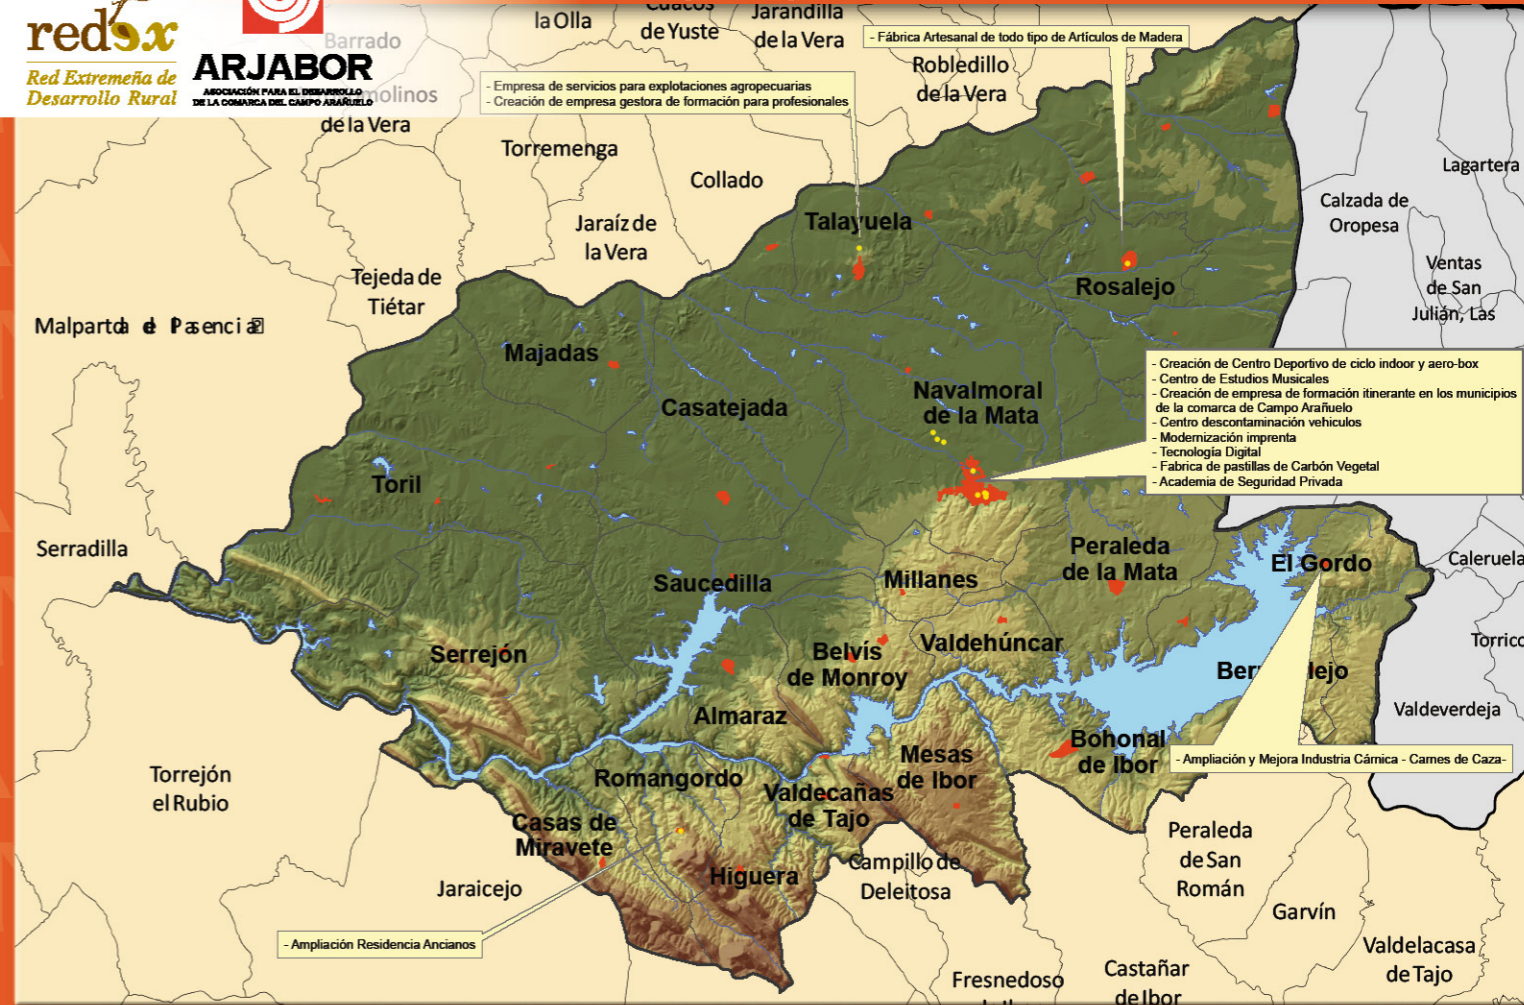 redex
Red Extremeña de
Desarrollo Rural
ARJABOR
ASOCIACIÓN PARA EL DESARROLLO
DE LA COMARCA DEL CAMPO ARAÑUELO
Barrado
molinos
de la Vera
la Olla
Cuacos
de Yuste
Jarandilla
de la Vera
- Fábrica Artesanal de todo tipo de Artículos de Madera
Robledillo
de la Vera
- Empresa de servicios para explotaciones agropecuarias
- Creación de empresa gestora de formación para profesionales
Torremenga
Collado
Jaraíz de
la Vera
Tejeda de
Tiétar
Talayuela
Rosalejo
Lagartera
Calzada de
Oropesa
Ventas
de San
Julián, Las
Majadas
Casatejada
Navalmoral
de la Mata
- Creación de Centro Deportivo de ciclo indoor y aero-box
- Centro de Estudios Musicales
- Creación de empresa de formación itinerante en los municipios
de la comarca de Campo Arañuelo
- Centro descontaminación vehiculos
- Modernización imprenta
- Tecnología Digital
- Fabrica de pastillas de Carbón Vegetal
- Academia de Seguridad Privada
Toril
Serradilla
Saucedilla
Millanes
Peraleda
de la Mata
El Gordo
Caleruela
Serrejón
Belvís
de Monroy
Valdehúncar
Torrico
Valdeverdeja
Almaraz
Mesas
de Ibor
Bohonal
de Ibor
- Ampliación y Mejora Industria Cárnica - Carnes de Caza-
Torrejón
el Rubio
Romangordo
Valdecañas
de Tajo
Casas de
Miravete
Higuera
Campillo de
Deleitosa
Jaraicejo
Peraleda
de San
Román
Garvín
- Ampliación Residencia Ancianos
Valdelacasa
de Tajo
Fresnedoso
Castañar
de Ibor